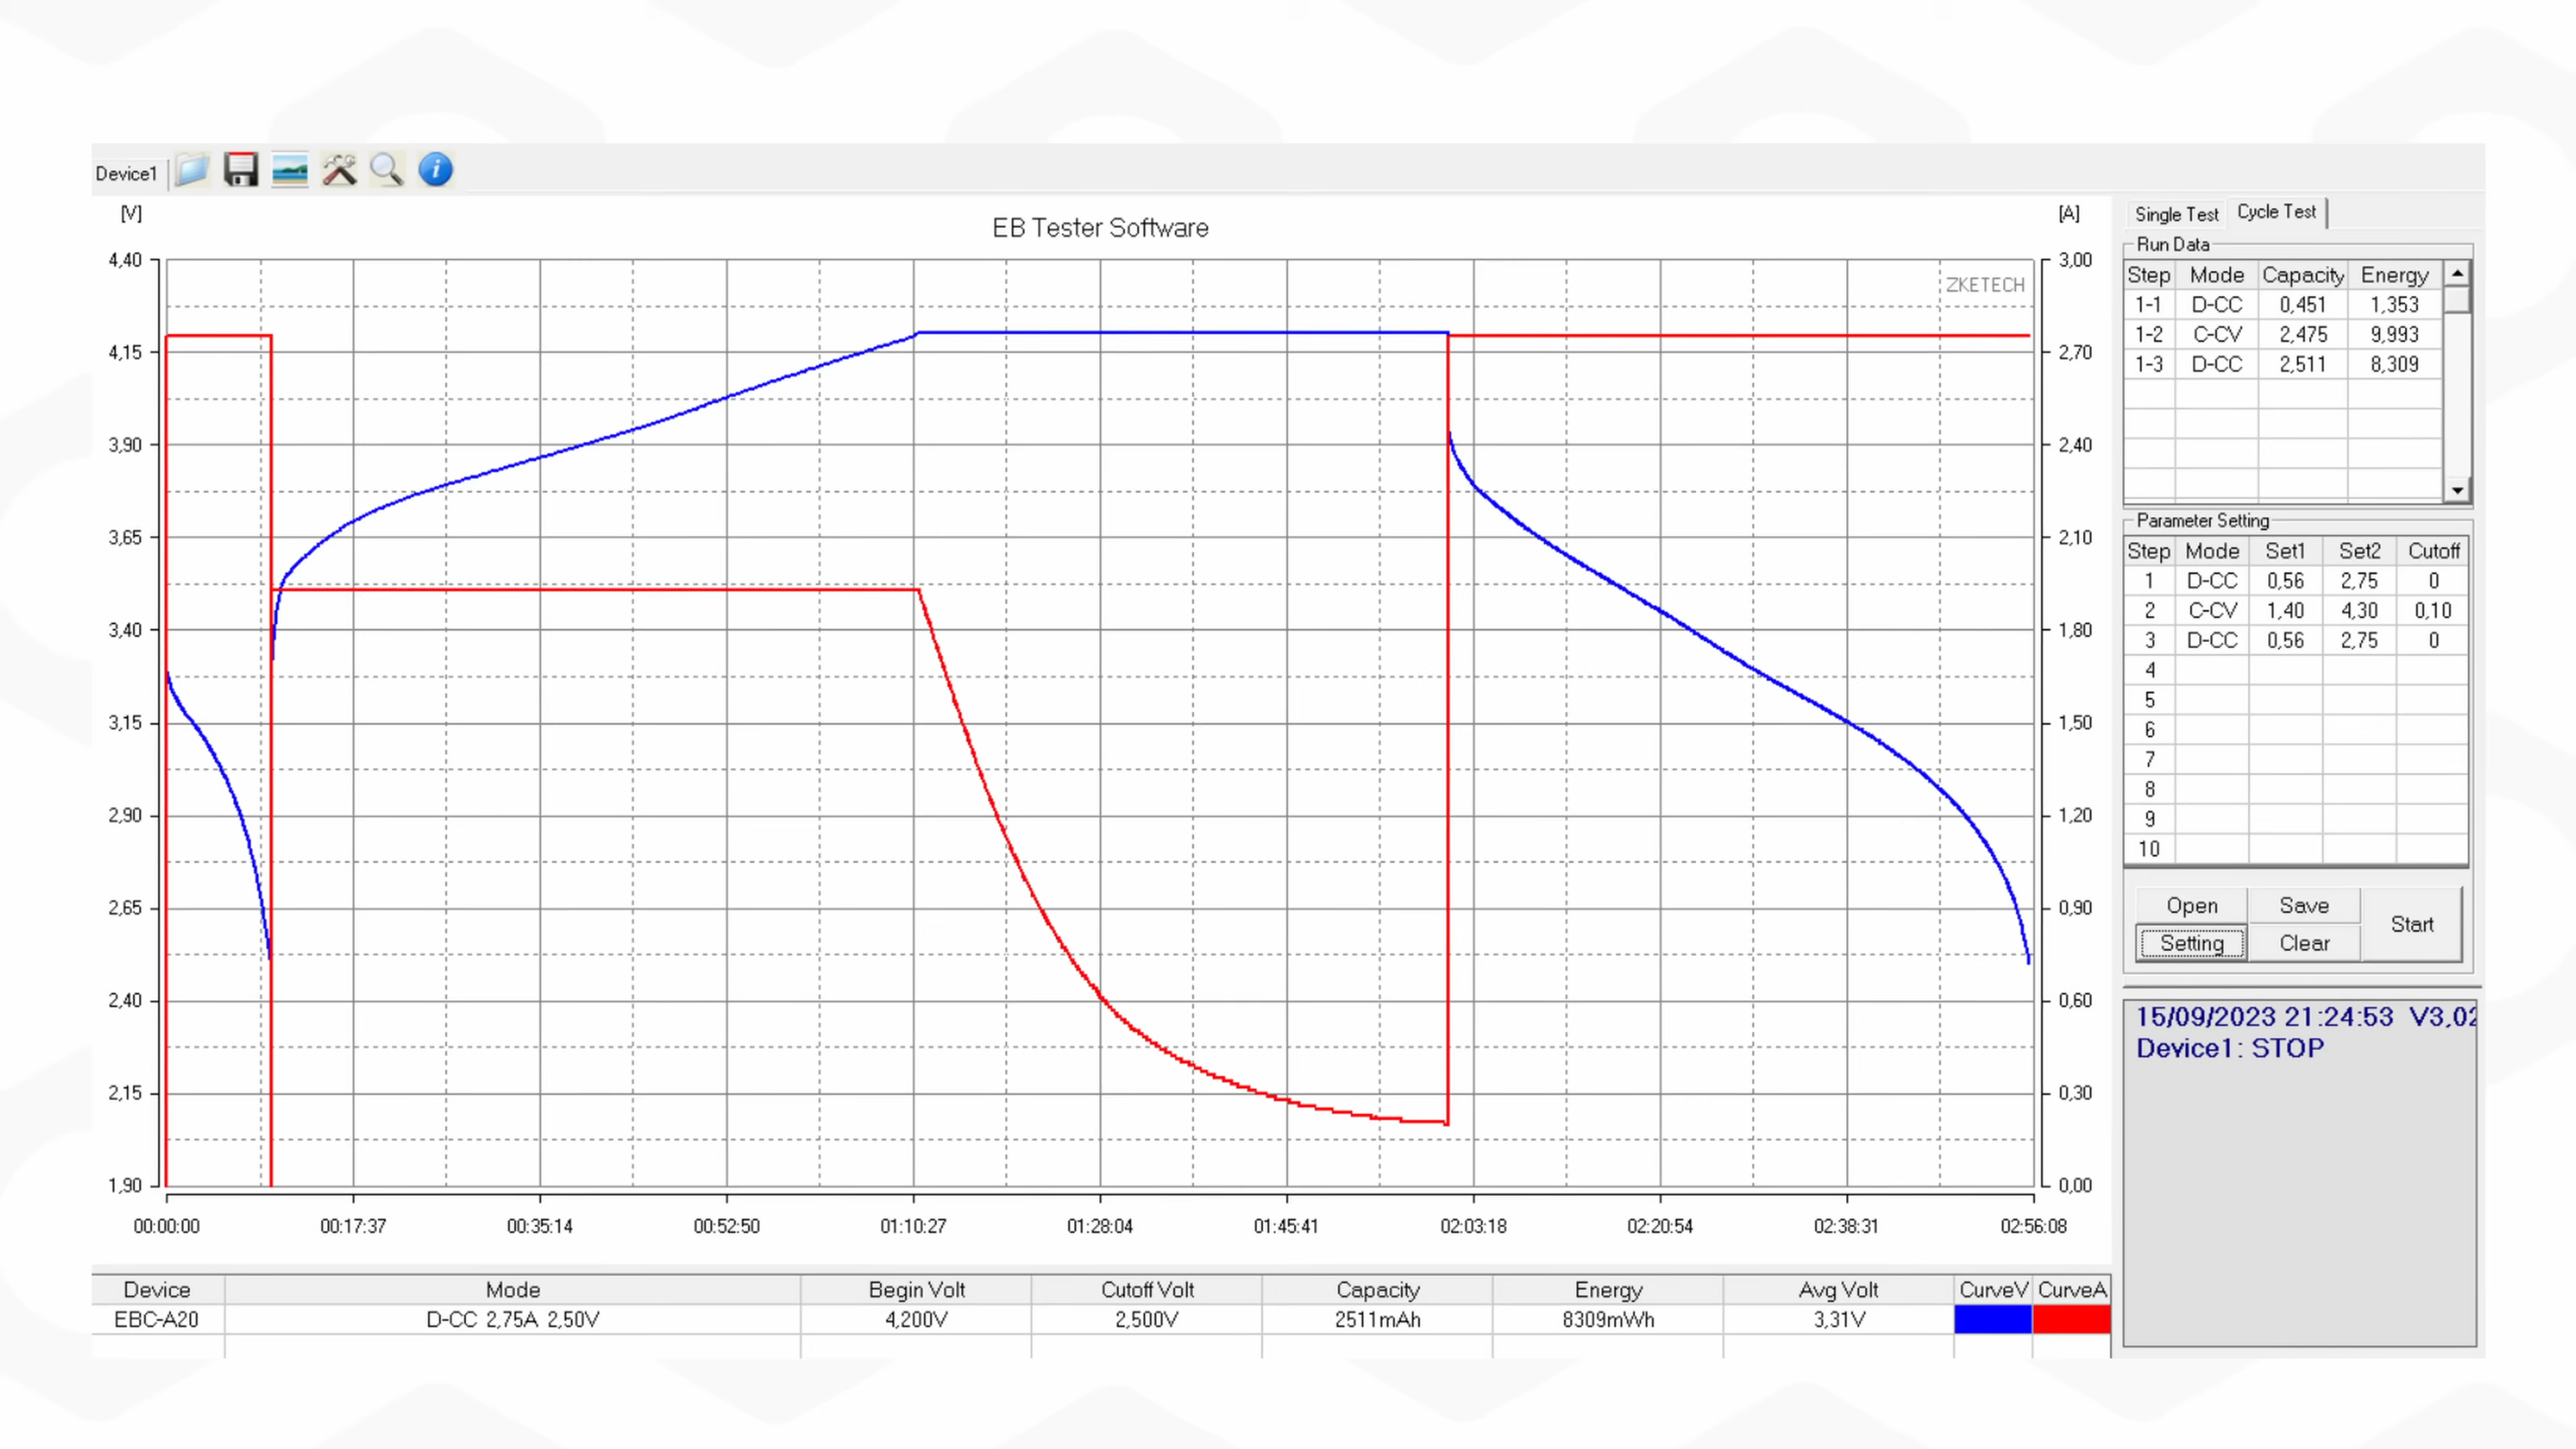 Device1
[V]
EB Tester Software
[A]
ZKETECH
4,40
4,15
3,90
3,65
3,40
3,15
2,90
2,65
2,40
2,15
1,90
3,00
2,70
2,40
2,10
1,80
1,50
1,20
0,90
0,60
0,30
0,00
00:00:00 00:17:37 00:35:14 00:52:50 01:10:27 01:28:04 01:45:41 02:03:18 02:20:54 02:38:31 02:56:08
Device Mode Begin Volt Cutoff Volt Capacity Energy Avg Volt CurveV CurveA
EBC-A20 D-CC 2,75A 2,50V 4,200V 2,500V 2511mAh 8309mWh 3,31V
Single Test Cycle Test
Run Data
Step Mode Capacity Energy
1-1 D-CC 0,451 1,353
1-2 C-CV 2,475 9,993
1-3 D-CC 2,511 8,309
Parameter Setting
Step Mode Set1 Set2 Cutoff
1 D-CC 0,56 2,75 0
2 C-CV 1,40 4,30 0,10
3 D-CC 0,56 2,75 0
4
5
6
7
8
9
10
Open Save Start
Setting Clear
15/09/2023 21:24:53 V3,02
Device1: STOP